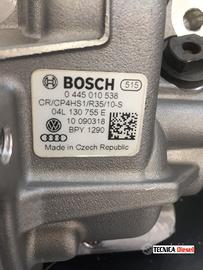 BOSCH 515
0 445 010 538
CR/CP4HS1/R35/10-S
04L 130 755 E
10 090318
BPY 1290
Made in Czech Republic
TECNICA Diesel